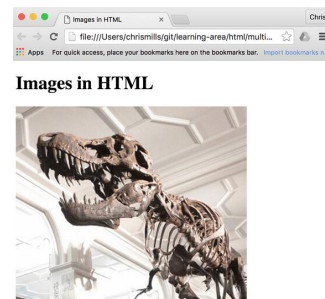 Images in HTML
Chris
file:///Users/chrismills/git/learning-area/html/multi...
Apps For quick access, place your bookmarks here on the bookmarks bar. Import bookmarks n
Images in HTML